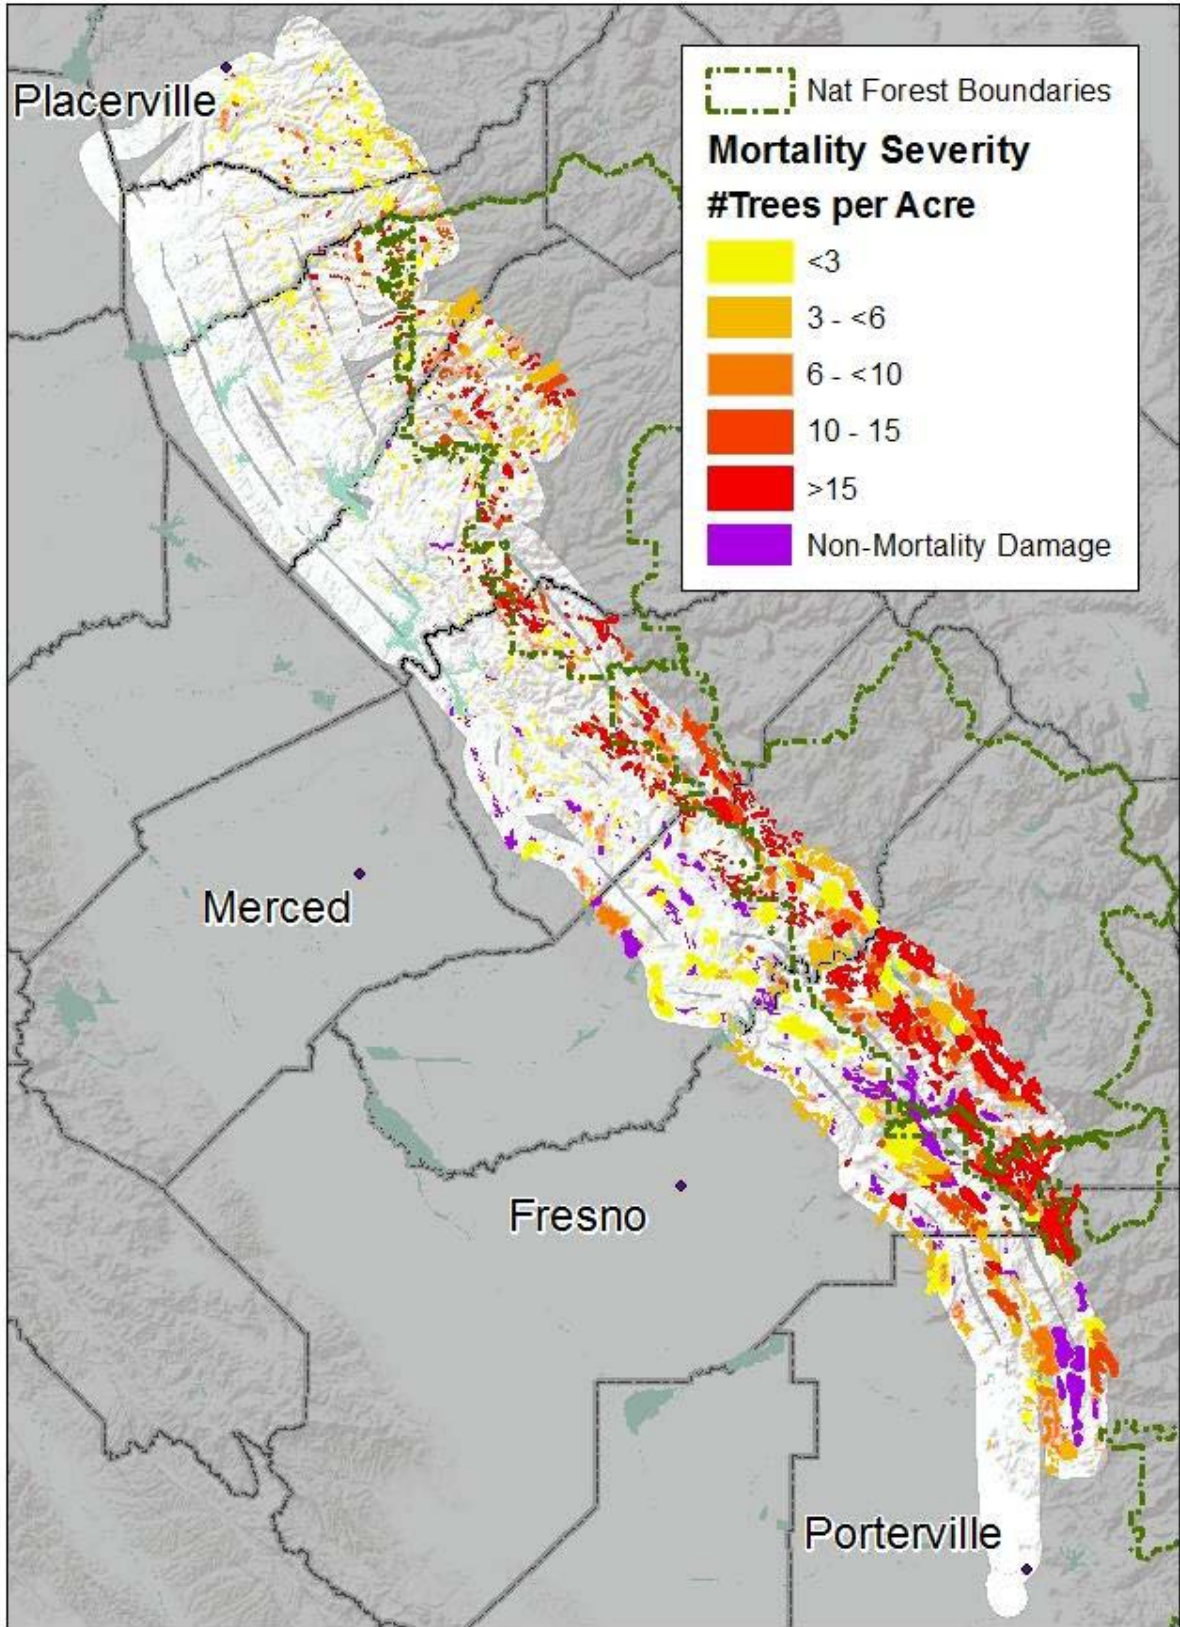 Placerville
Nat Forest Boundaries
Mortality Severity
#Trees per Acre
<3
3 - <6
6 - <10
10 - 15
>15
Non-Mortality Damage
Merced
Fresno
Porterville